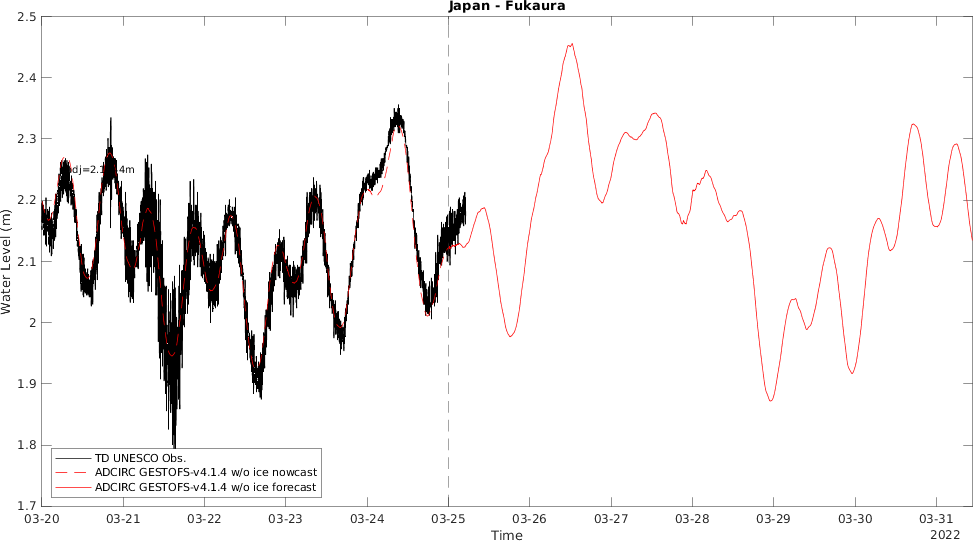 Japan - Fukaura
Water Level (m)
2.5
2.4
2.3
2.2
2.1
2
1.9
1.8
1.7
TD UNESCO Obs.
ADCIRC GESTOFS-v4.1.4 w/o ice nowcast
ADCIRC GESTOFS-v4.1.4 w/o ice forecast
03-20 03-21 03-22 03-23 03-24 03-25 03-26 03-27 03-28 03-29 03-30 03-31
Time
2022